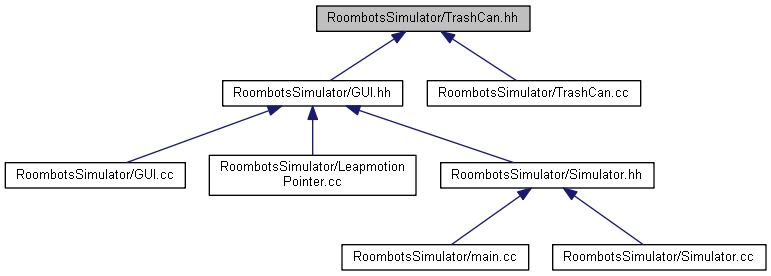 RoombotsSimulator/TrashCan.hh
RoombotsSimulator/GUI.hh
RoombotsSimulator/TrashCan.cc
RoombotsSimulator/GUI.cc
RoombotsSimulator/Leapmotion
Pointer.cc
RoombotsSimulator/Simulator.hh
RoombotsSimulator/main.cc
RoombotsSimulator/Simulator.cc